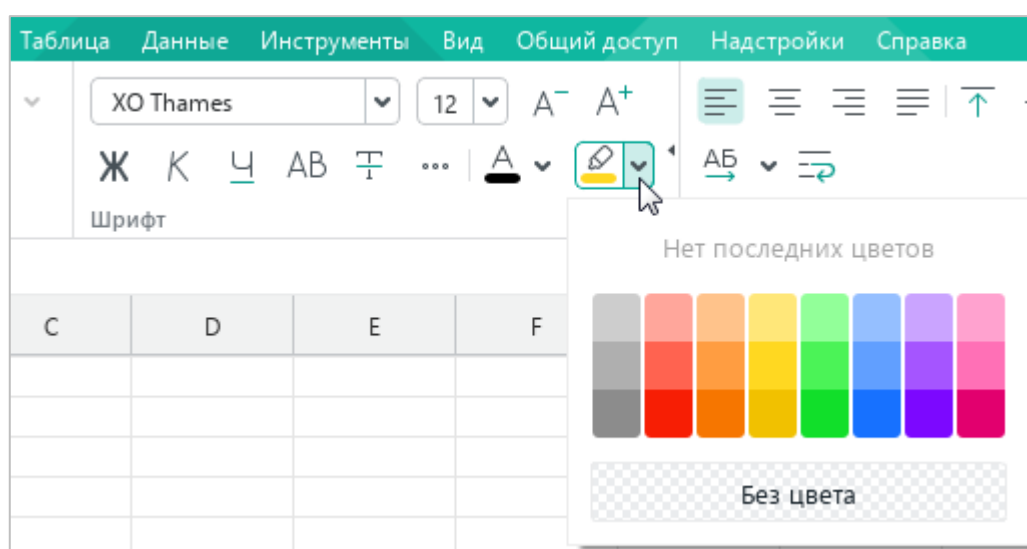 Таблица Данные Инструменты Вид Общий доступ Надстройки Справка
XO Thames 12 A− A+
Ж К Ч АВ Т ••• А АБ
Шрифт
Нет последних цветов
C D E F
Без цвета